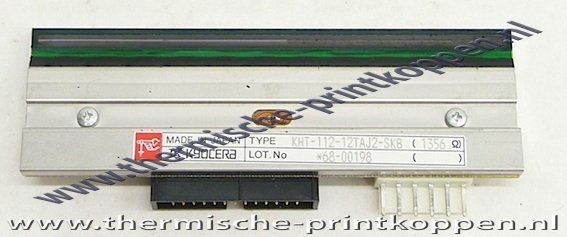 www.thermische-printkoppen.nl
MADE IN JAPAN TYPE KHT-112-12TAJ2-SKB ( 1356 Ω)
KYOCERA LOT.No *68-00198 ( )
www.thermische-printkoppen.nl